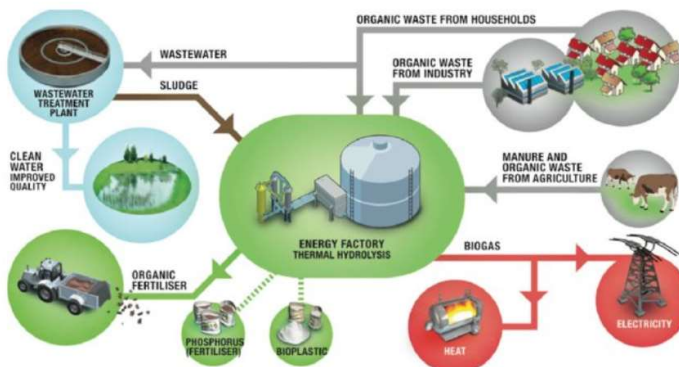 ORGANIC WASTE FROM HOUSEHOLDS
WASTEWATER
ORGANIC WASTE
FROM INDUSTRY
WASTEWATER
TREATMENT
PLANT
SLUDGE
CLEAN
WATER
IMPROVED
QUALITY
MANURE AND
ORGANIC WASTE
FROM AGRICULTURE
ENERGY FACTORY
THERMAL HYDROLYSIS
BIOGAS
ORGANIC
FERTILISER
PHOSPHORUS
(FERTILISER)
BIOPLASTIC
HEAT
ELECTRICITY